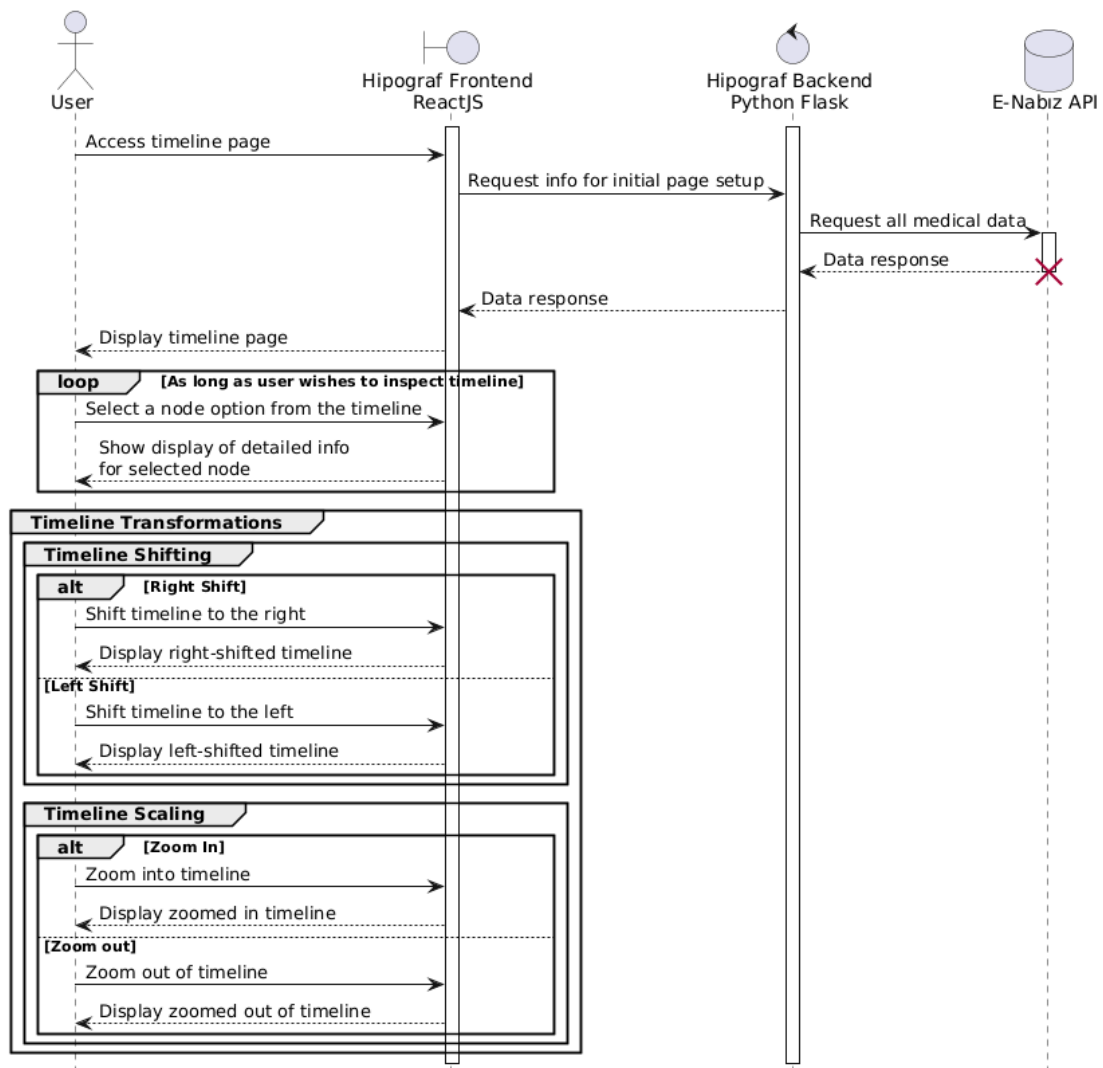 User
Hipograf Frontend
ReactJS
Hipograf Backend
Python Flask
E-Nabız API
Access timeline page
Request info for initial page setup
Request all medical data
Data response
Data response
Display timeline page
loop [As long as user wishes to inspect timeline]
Select a node option from the timeline
Show display of detailed info
for selected node
Timeline Transformations
Timeline Shifting
alt [Right Shift]
Shift timeline to the right
Display right-shifted timeline
[Left Shift]
Shift timeline to the left
Display left-shifted timeline
Timeline Scaling
alt [Zoom In]
Zoom into timeline
Display zoomed in timeline
[Zoom out]
Zoom out of timeline
Display zoomed out of timeline